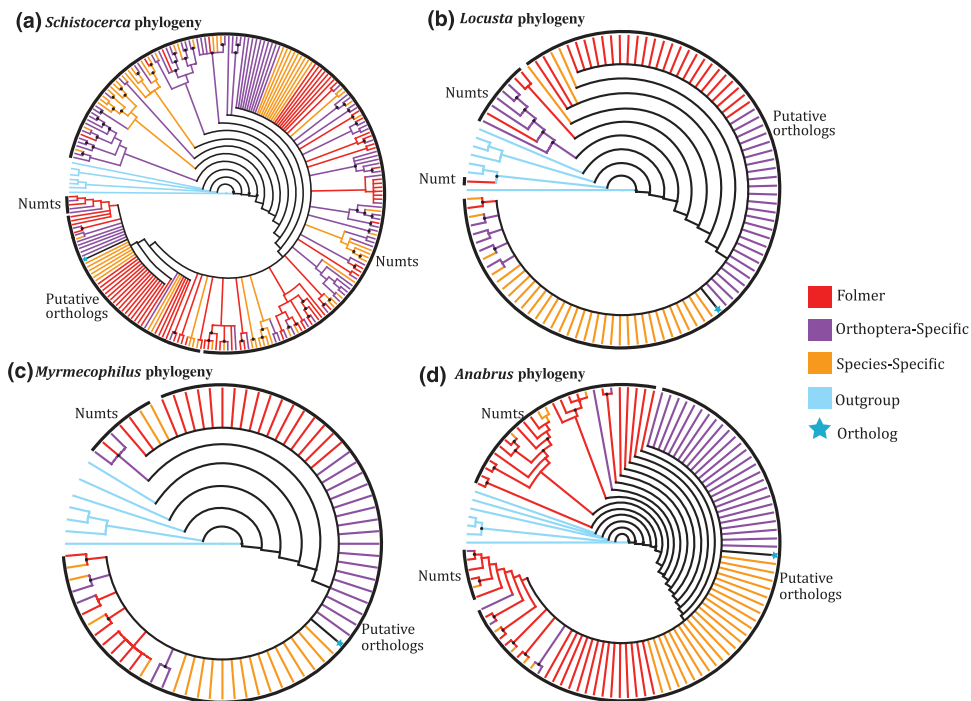 (a) Schistocerca phylogeny
(b) Locusta phylogeny
Numts
Putative
orthologs
Numt
Numts
Numts
Putative
orthologs
Folmer
Orthoptera-Specific
Species-Specific
Outgroup
Ortholog
(c) Myrmecophilus phylogeny
(d) Anabrus phylogeny
Numts
Numts
Putative
orthologs
Numts
Putative
orthologs